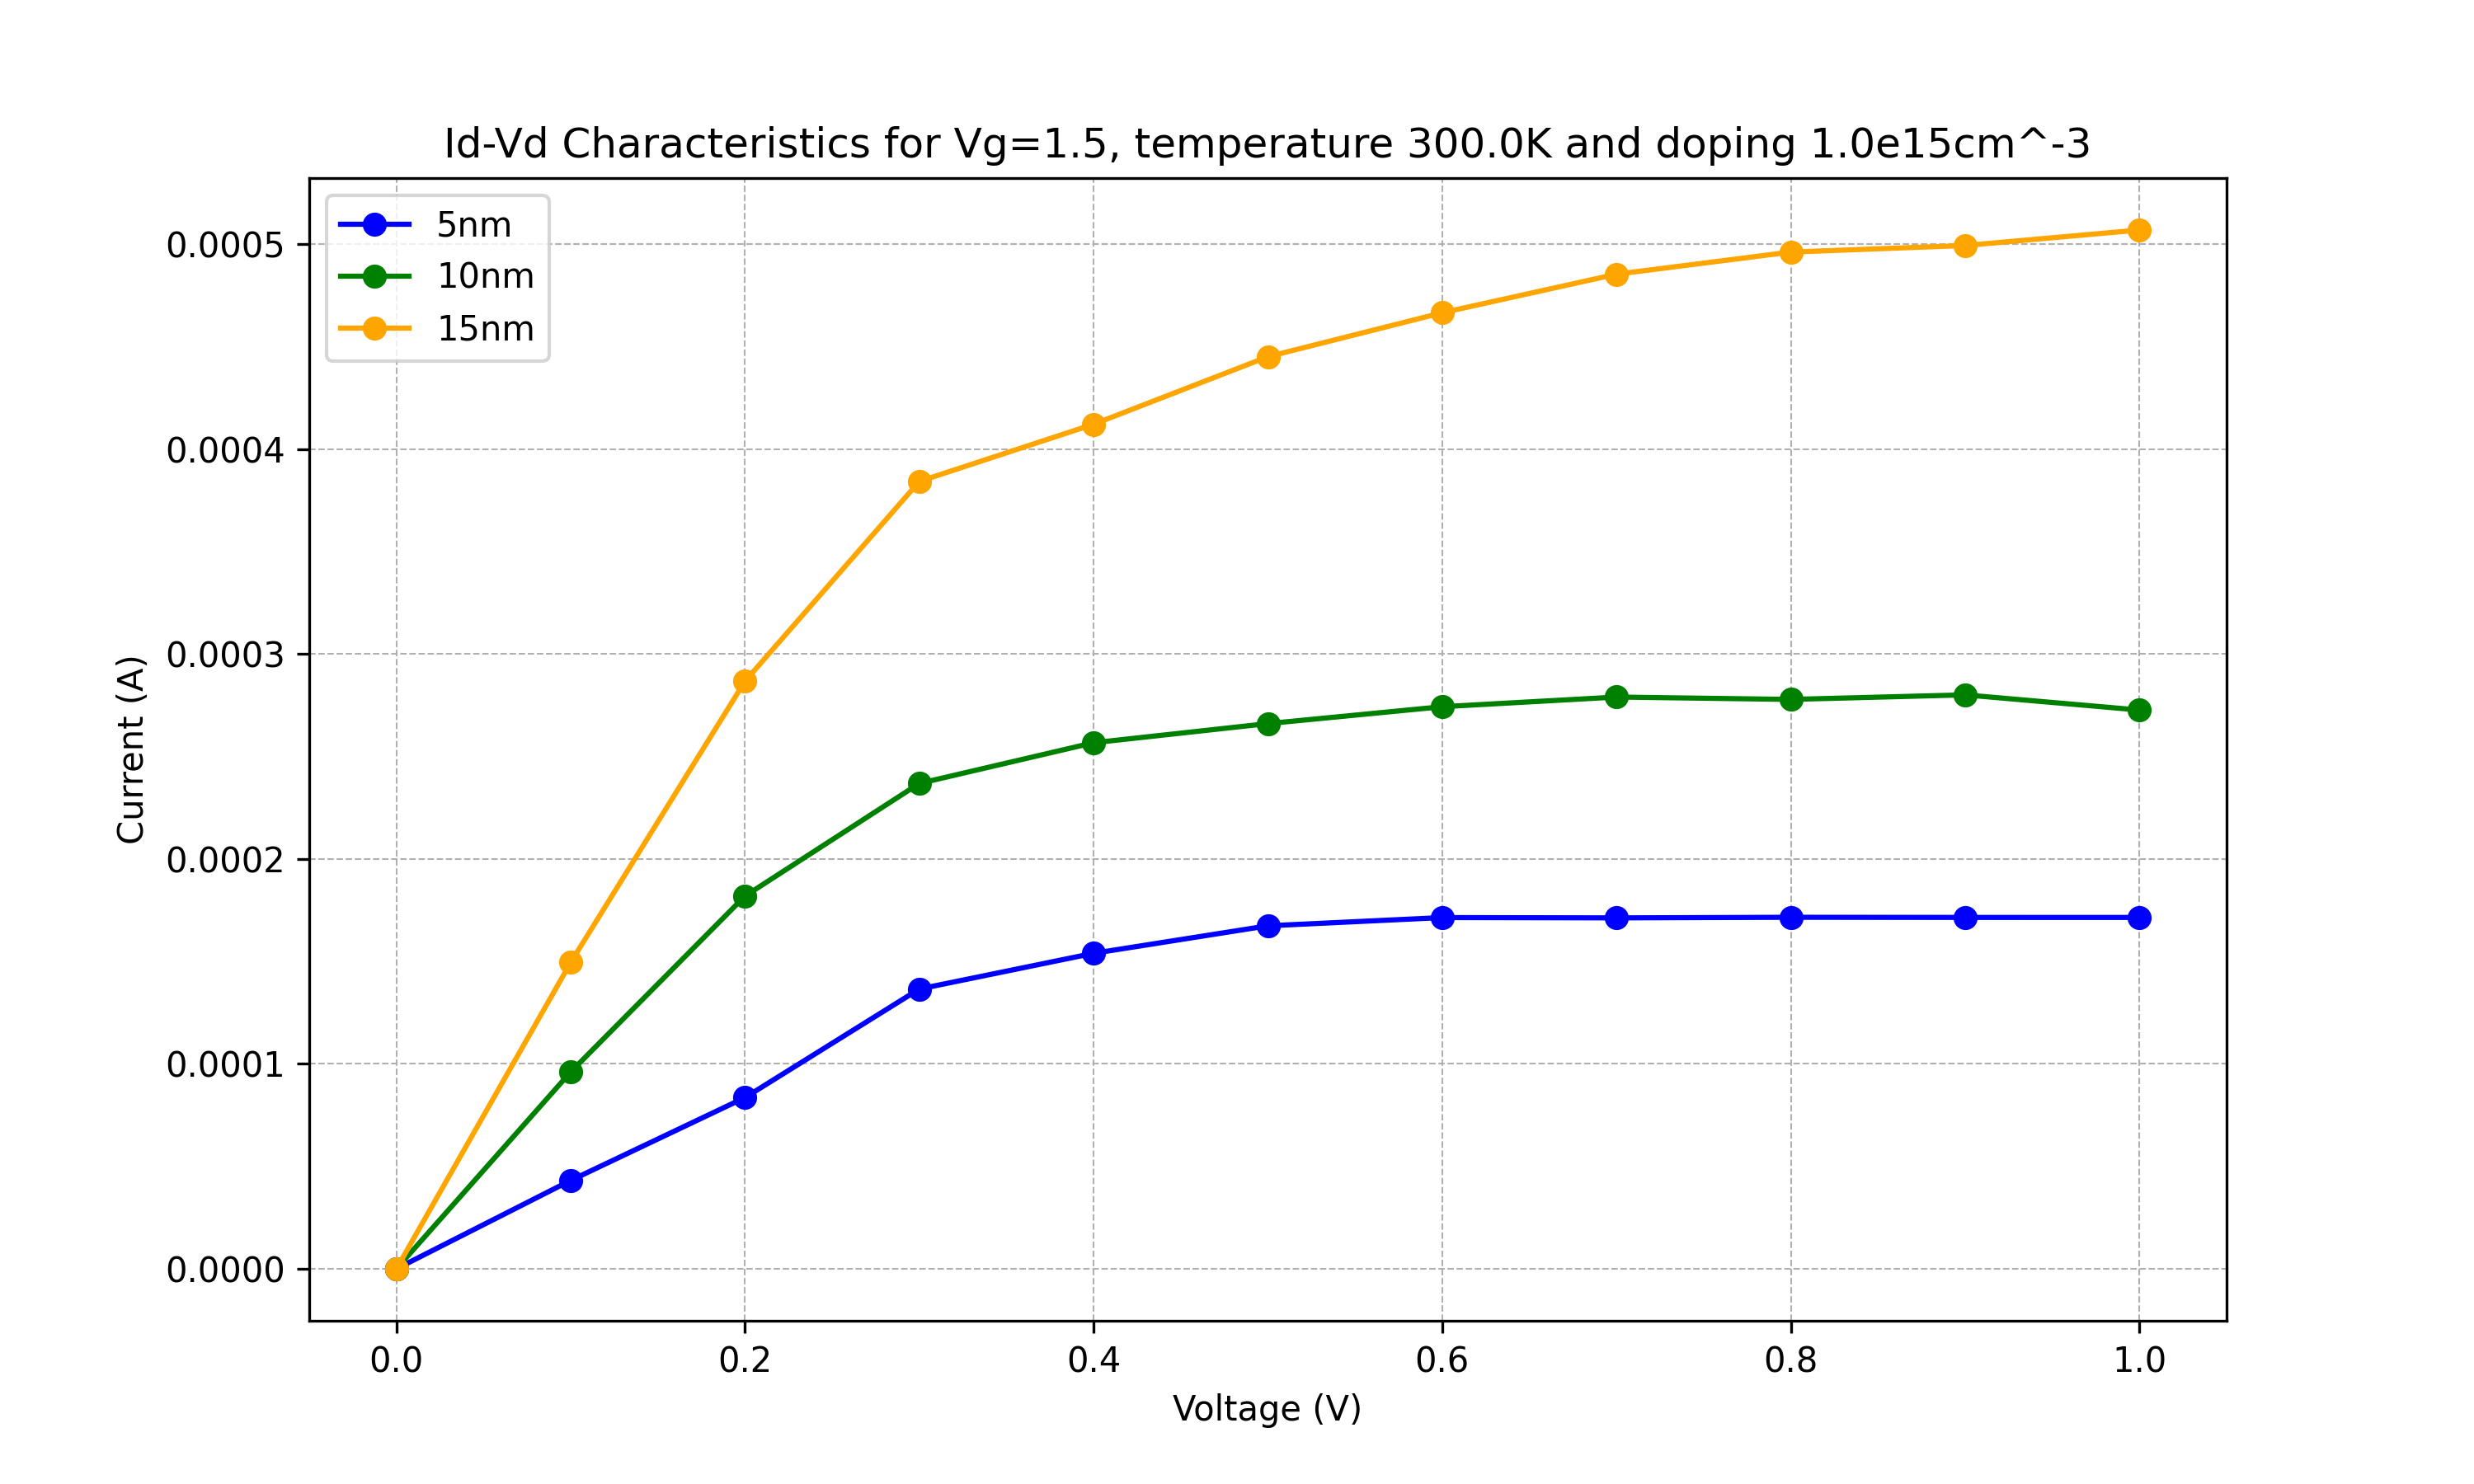 Id-Vd Characteristics for Vg=1.5, temperature 300.0K and doping 1.0e15cm^-3
5nm
10nm
15nm
0.0005
0.0004
0.0003
0.0002
0.0001
0.0000
Current (A)
0.0
0.2
0.4
0.6
0.8
1.0
Voltage (V)